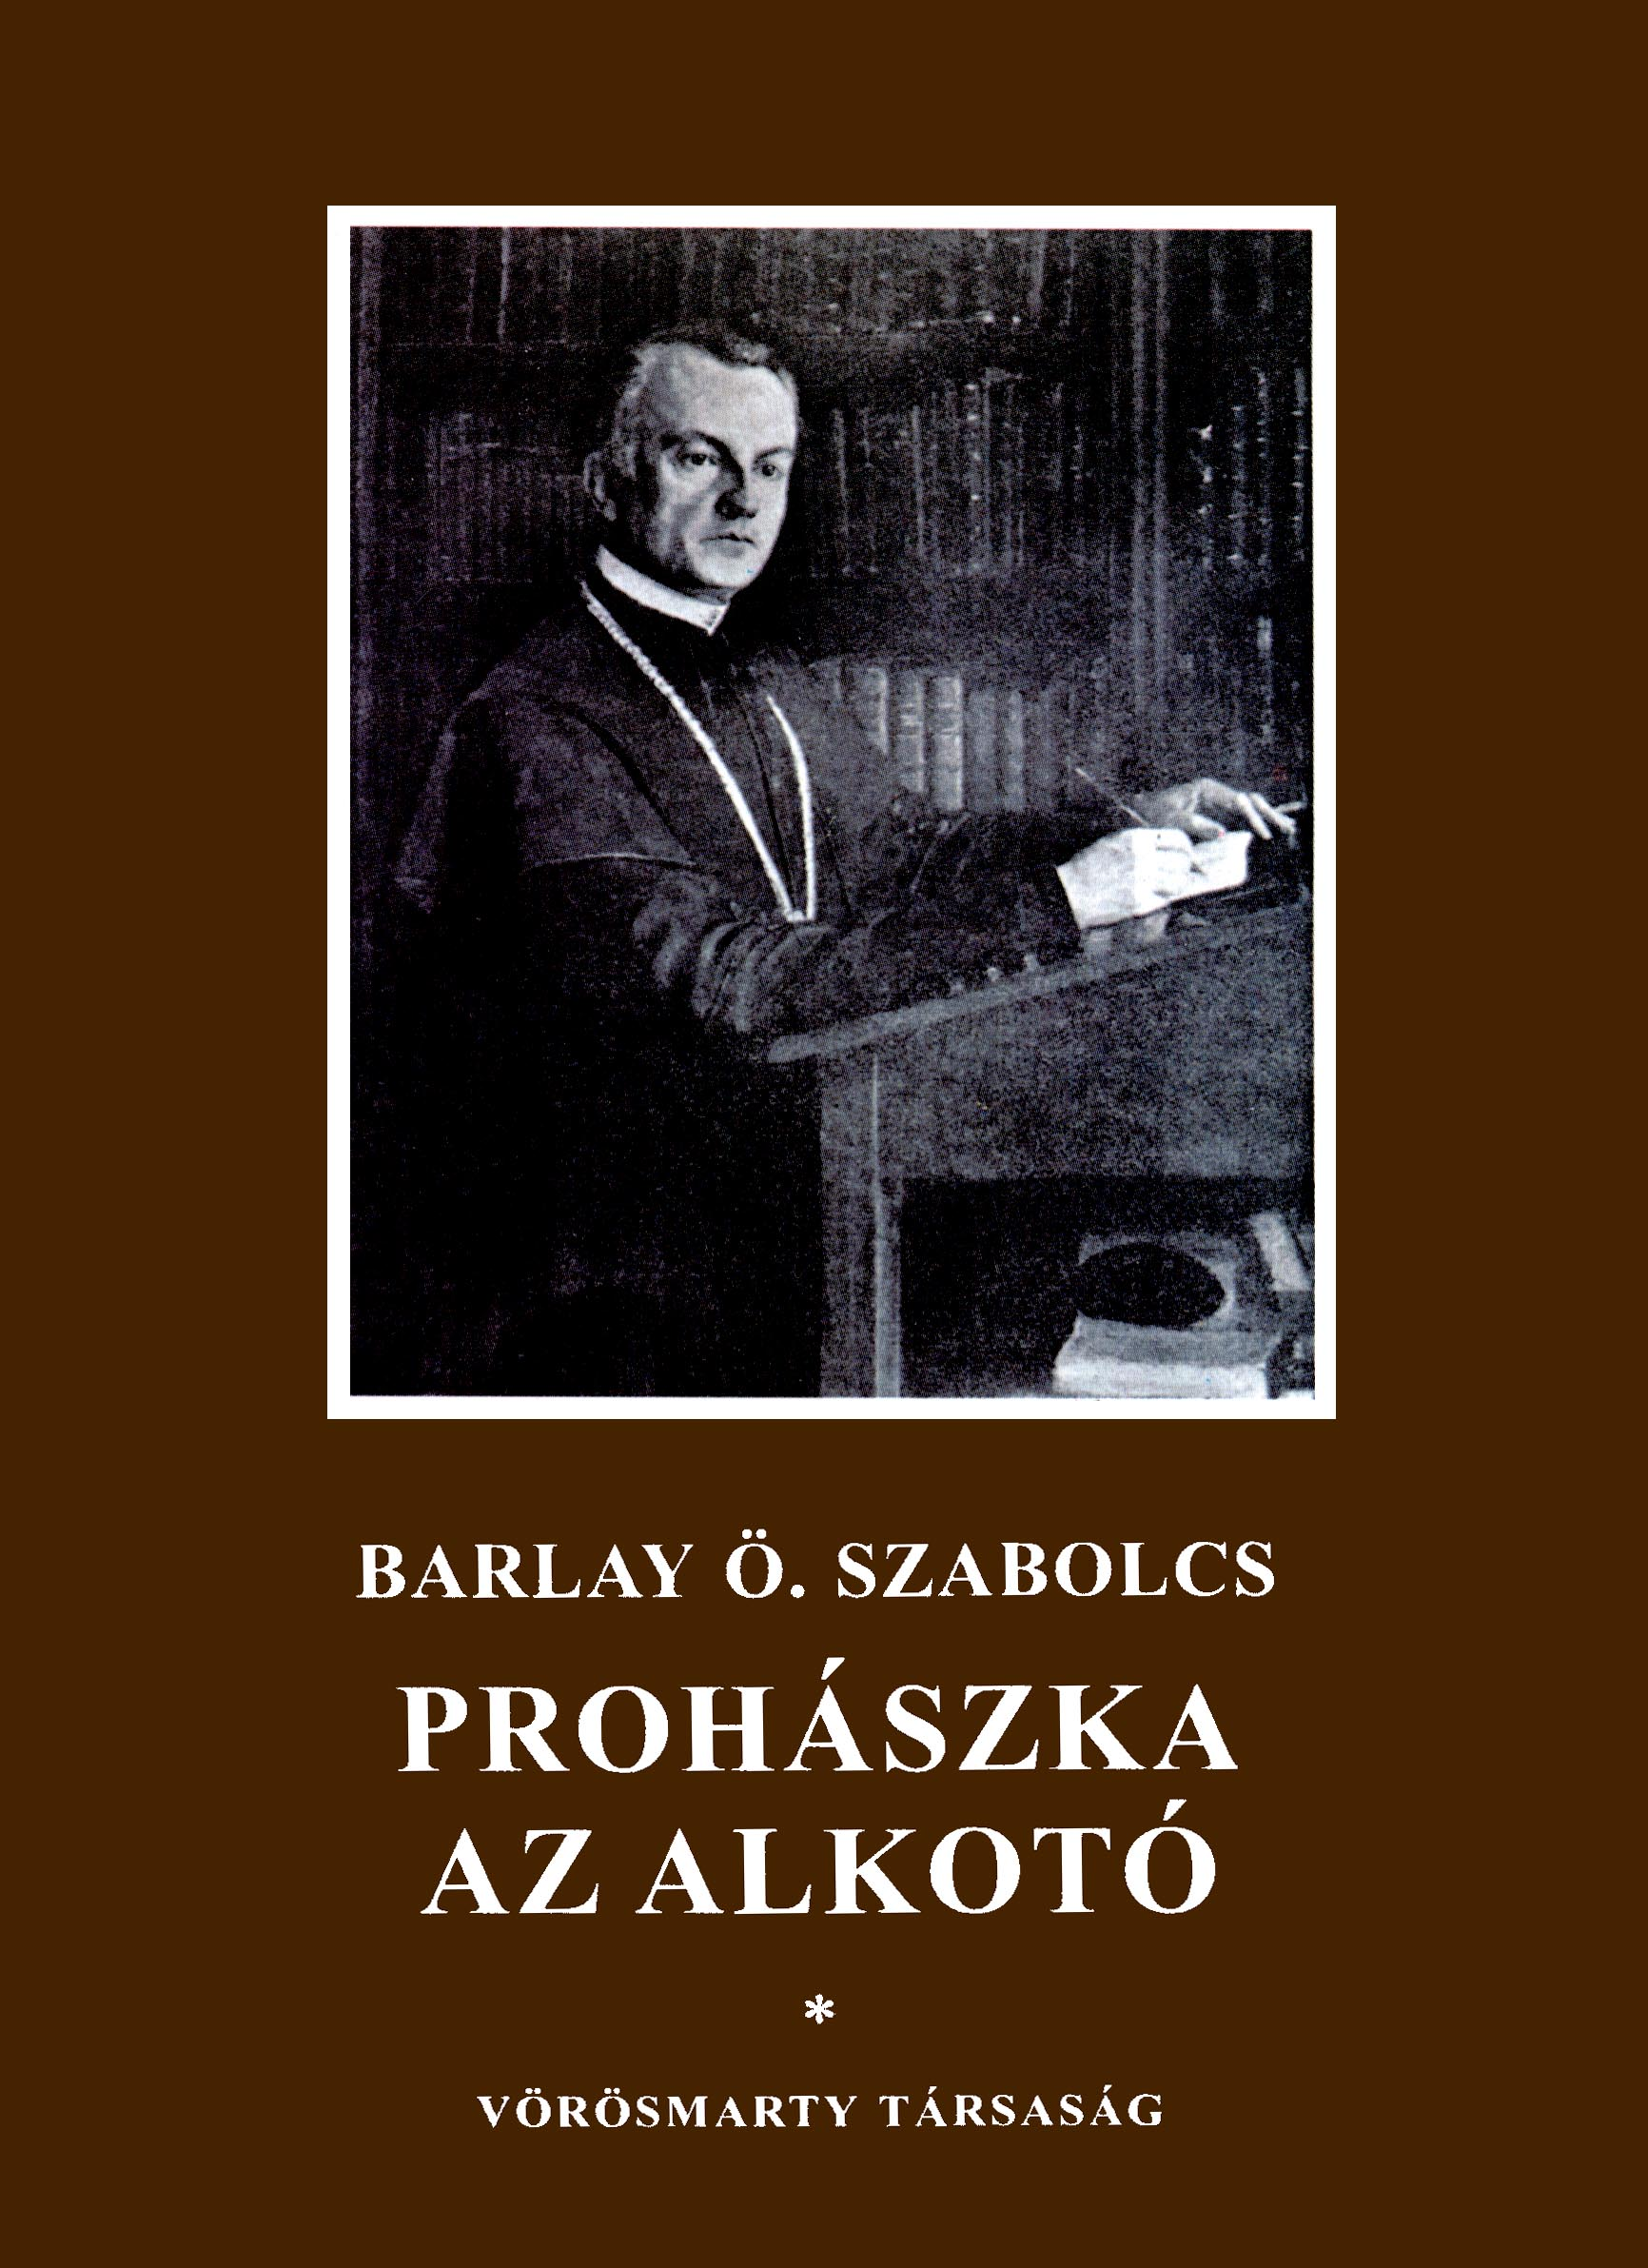 BARLAY Ö. SZABOLCS
PROHÁSZKA
AZ ALKOTÓ
*
VÖRÖSMARTY TÁRSASÁG